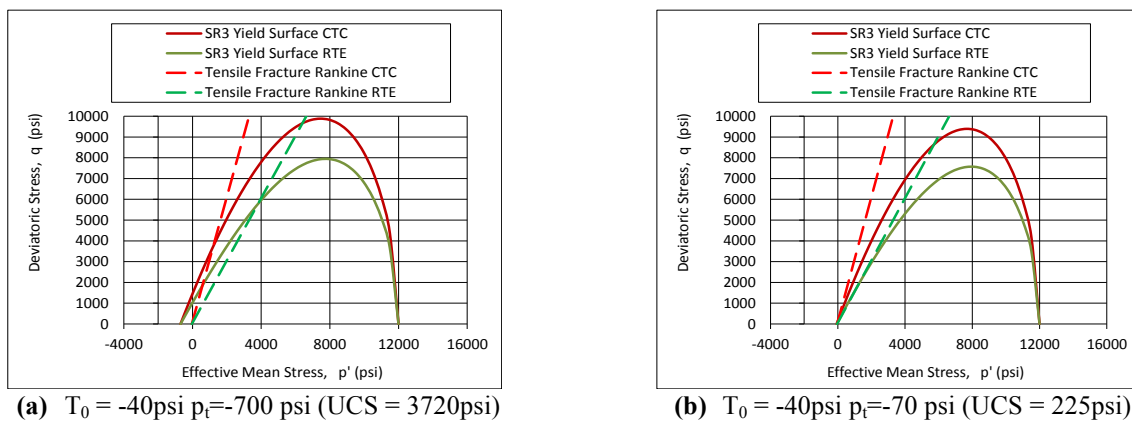 SR3 Yield Surface CTC
SR3 Yield Surface RTE
Tensile Fracture Rankine CTC
Tensile Fracture Rankine RTE
10000
9000
8000
7000
6000
5000
4000
3000
2000
1000
0
Deviatoric Stress, q (psi)
-4000 0 4000 8000 12000 16000
Effective Mean Stress, p' (psi)
(a) T0 = -40psi pt=-700 psi (UCS = 3720psi)
SR3 Yield Surface CTC
SR3 Yield Surface RTE
Tensile Fracture Rankine CTC
Tensile Fracture Rankine RTE
10000
9000
8000
7000
6000
5000
4000
3000
2000
1000
0
Deviatoric Stress, q (psi)
-4000 0 4000 8000 12000 16000
Effective Mean Stress, p' (psi)
(b) T0 = -40psi pt=-70 psi (UCS = 225psi)